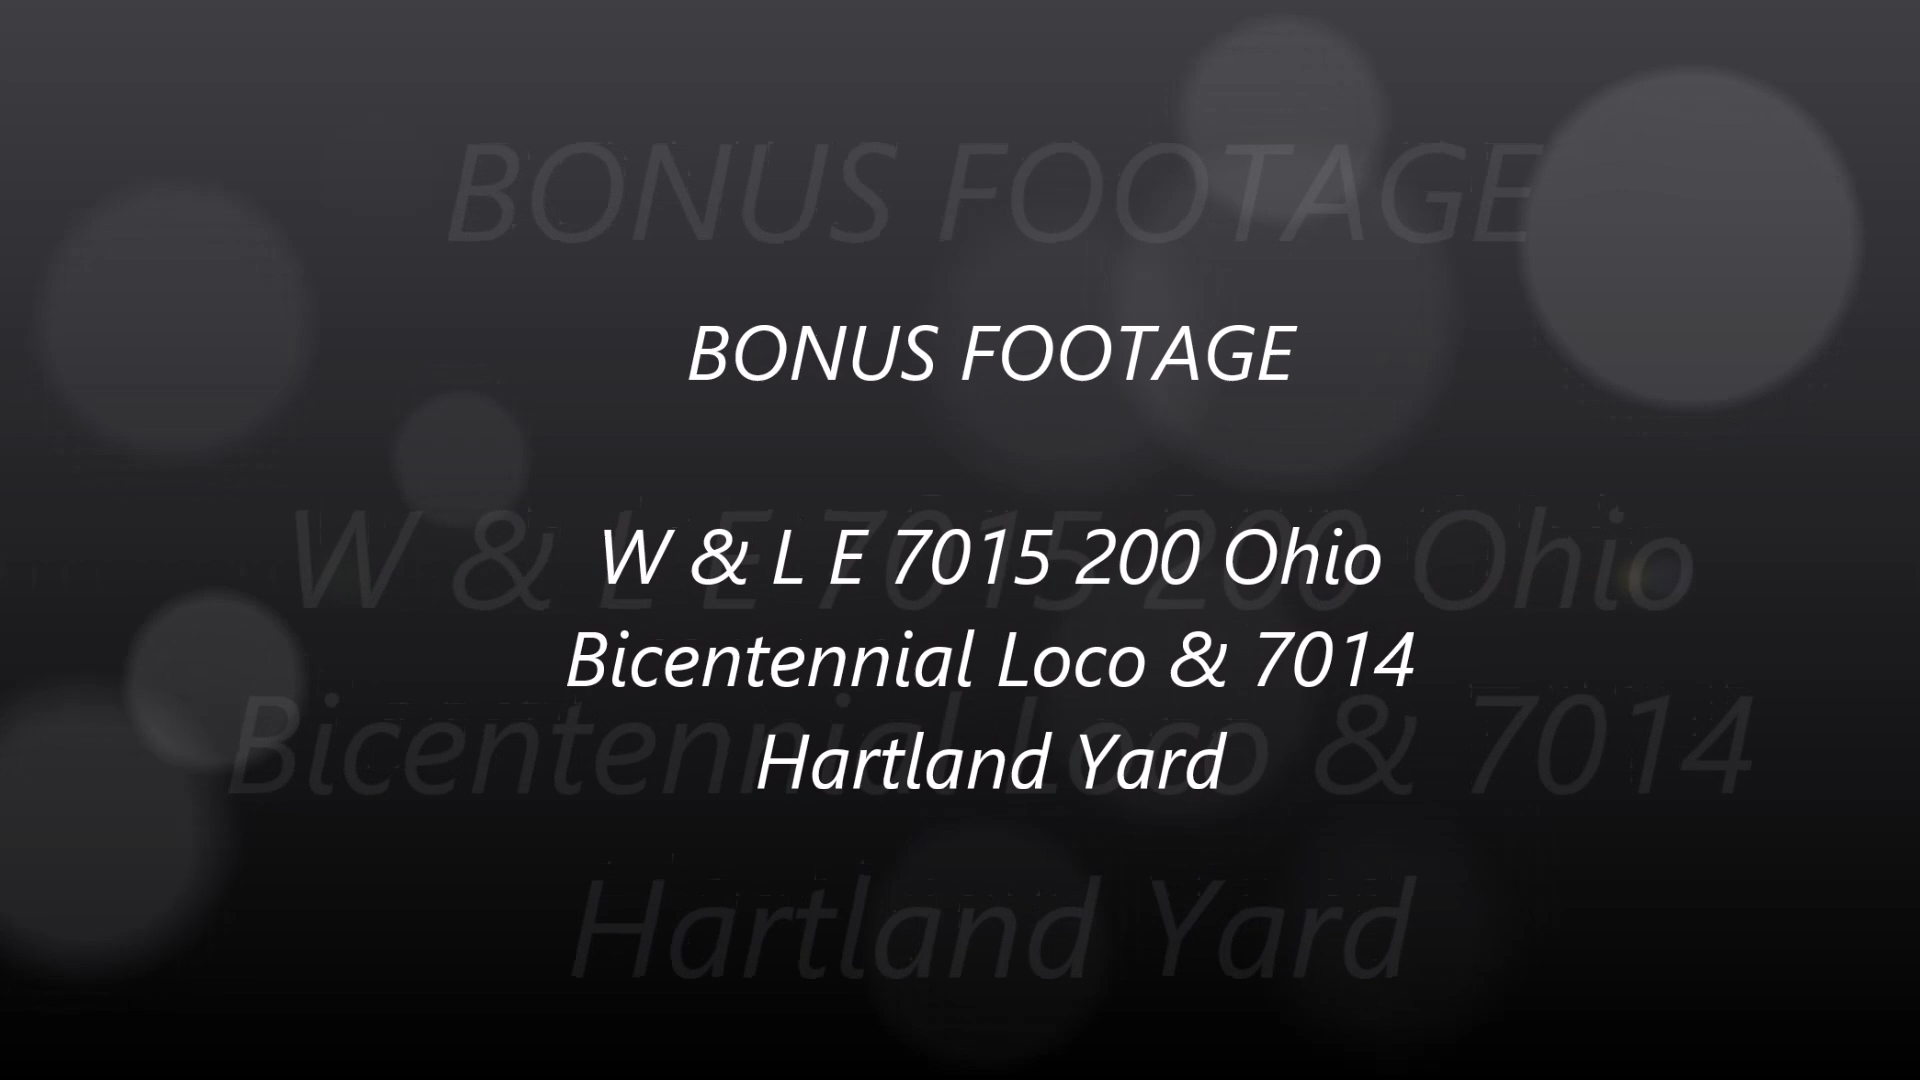 BONUS FOOTAGE
W & L E 7015 200 Ohio
Bicentennial Loco & 7014
Hartland Yard